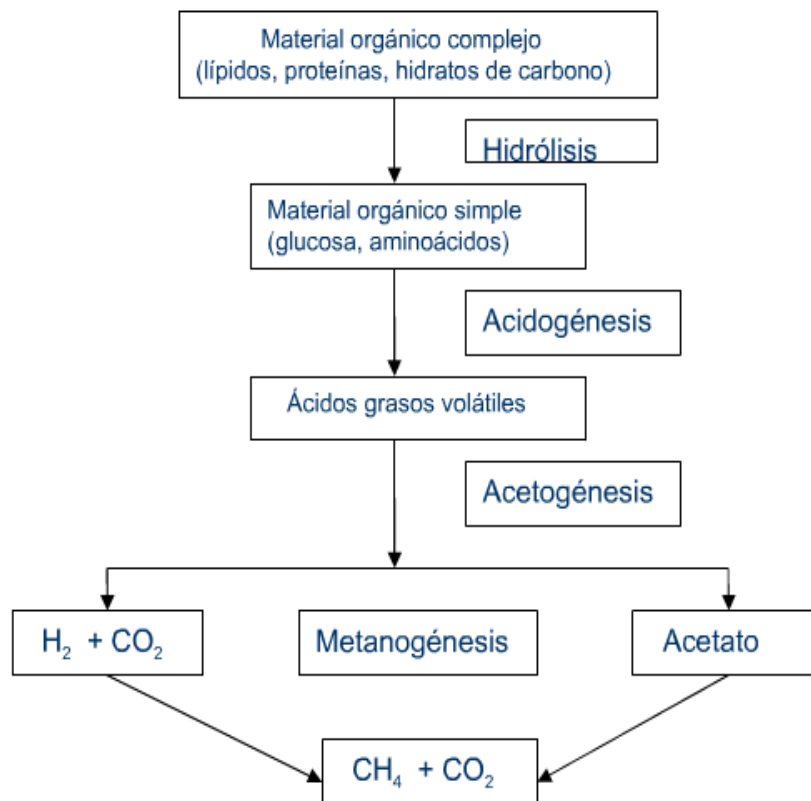 Material orgánico complejo
(lípidos, proteínas, hidratos de carbono)
Hidrólisis
Material orgánico simple
(glucosa, aminoácidos)
Acidogénesis
Ácidos grasos volátiles
Acetogénesis
H₂ + CO₂
Metanogénesis
Acetato
CH₄ + CO₂